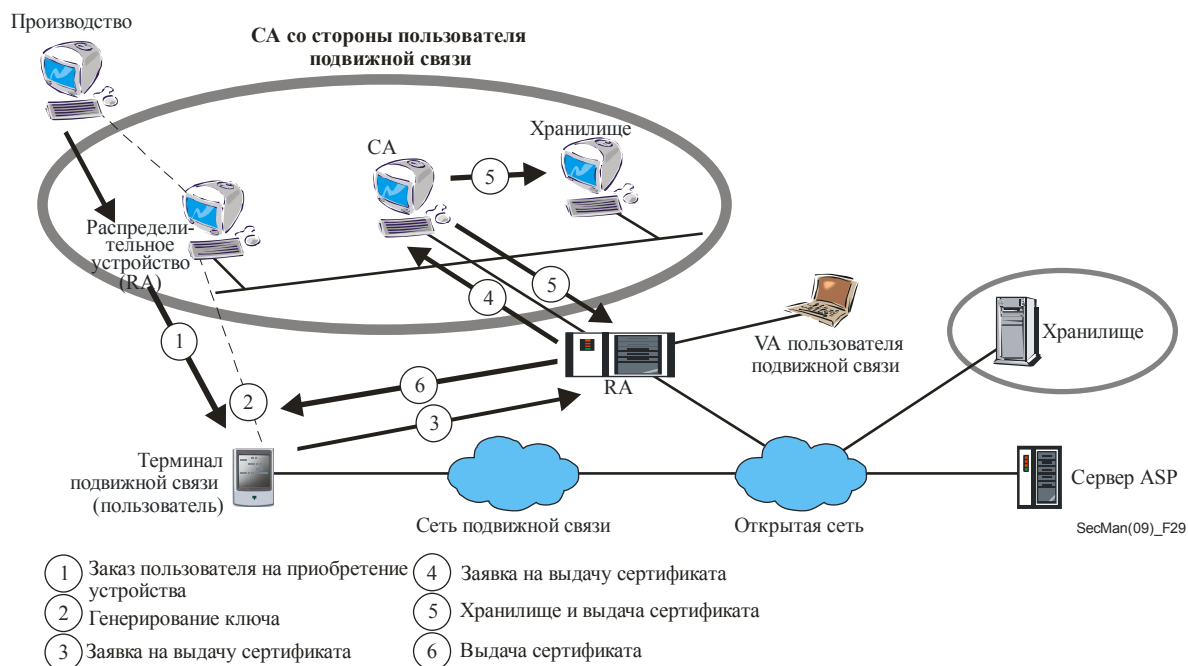 Производство
СА со стороны пользователя
подвижной связи
Хранилище
СА
5
Распредели-
тельное
устройство
(RA)
5
4
1
VA пользователя
подвижной связи
Хранилище
6
RA
2
3
Терминал
подвижной связи
(пользователь)
Сеть подвижной связи
Открытая сеть
Сервер ASP
SecMan(09)_F29
1 Заказ пользователя на приобретение
устройства
2 Генерирование ключа
3 Заявка на выдачу сертификата
4 Заявка на выдачу сертификата
5 Хранилище и выдача сертификата
6 Выдача сертификата